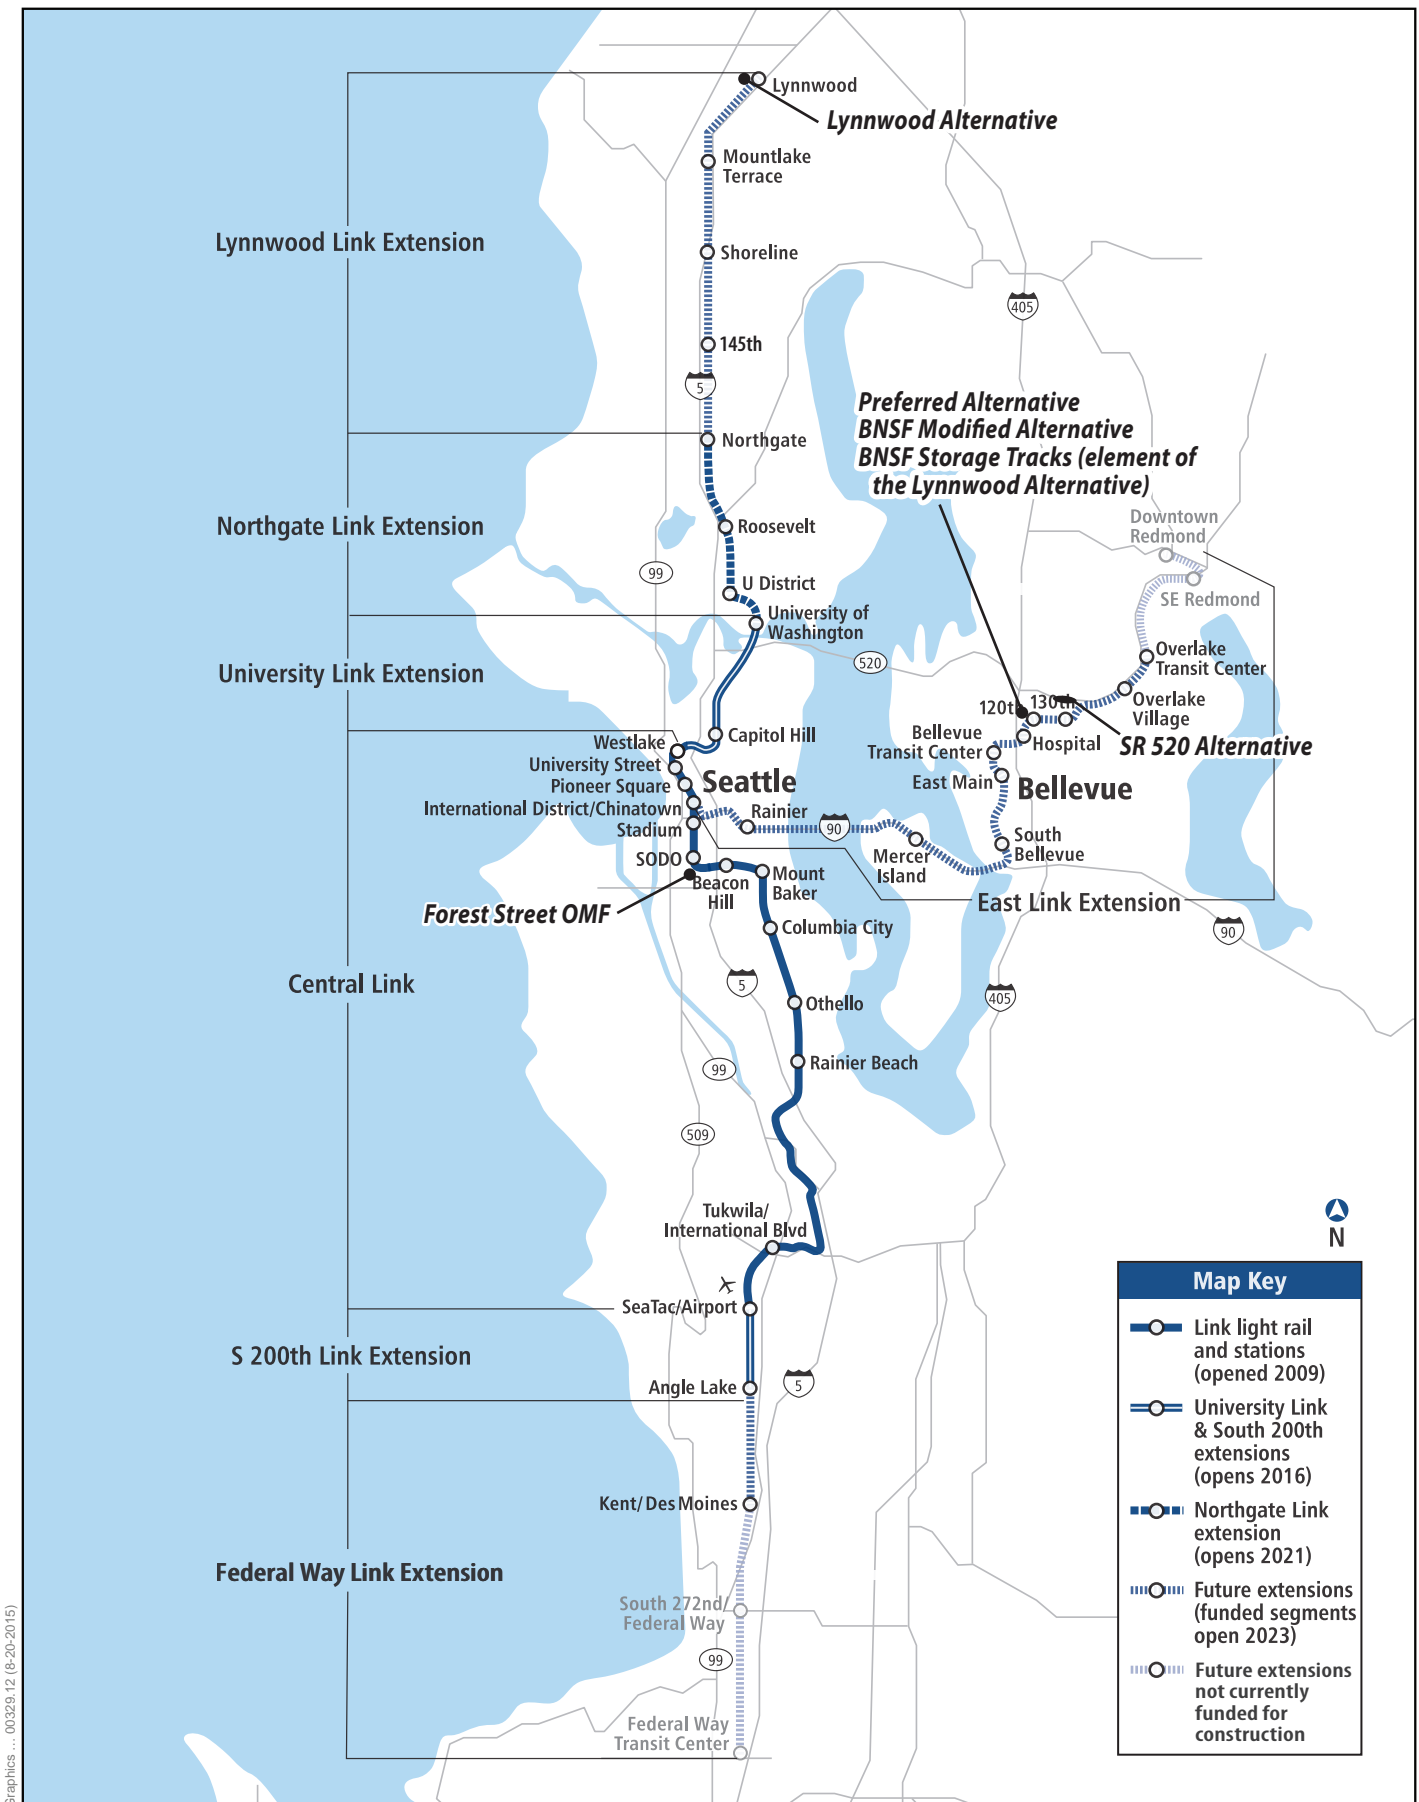 Lynnwood
Lynnwood Alternative
Mountlake
Terrace
Lynnwood Link Extension
Shoreline
405
145th
5
Preferred Alternative
BNSF Modified Alternative
BNSF Storage Tracks (element of
the Lynnwood Alternative)
Northgate
Northgate Link Extension
Roosevelt
Downtown
Redmond
99
U District
SE Redmond
University of
Washington
520
Overlake
Transit Center
University Link Extension
Overlake
Village
120th
130th
Capitol Hill
Westlake
University Street
Pioneer Square
International District/Chinatown
Stadium
Seattle
Bellevue
Transit Center
Hospital
SR 520 Alternative
East Main
Bellevue
Rainier
90
South
Bellevue
Mercer
Island
SODO
Beacon
Hill
Mount
Baker
East Link Extension
Forest Street OMF
Columbia City
90
Central Link
5
405
Othello
Rainier Beach
99
509
Tukwila/
International Blvd
N
SeaTac/Airport
S 200th Link Extension
Angle Lake
5
Kent/Des Moines
Federal Way Link Extension
South 272nd/
Federal Way
99
Federal Way
Transit Center
Map Key
Link light rail
and stations
(opened 2009)
University Link
& South 200th
extensions
(opens 2016)
Northgate Link
extension
(opens 2021)
Future extensions
(funded segments
open 2023)
Future extensions
not currently
funded for
construction
Graphics … 00329.12 (8-20-2015)